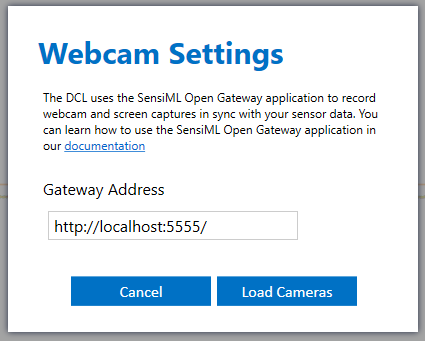 Webcam Settings
The DCL uses the SensiML Open Gateway application to record
webcam and screen captures in sync with your sensor data. You
can learn how to use the SensiML Open Gateway application in
our documentation
Gateway Address
http://localhost:5555/
Cancel
Load Cameras